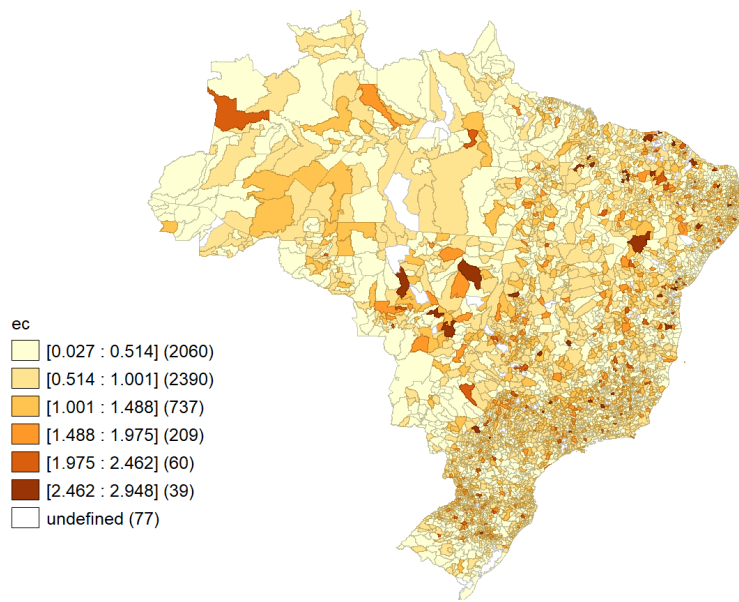 ec
[0.027 : 0.514] (2060)
[0.514 : 1.001] (2390)
[1.001 : 1.488] (737)
[1.488 : 1.975] (209)
[1.975 : 2.462] (60)
[2.462 : 2.948] (39)
undefined (77)